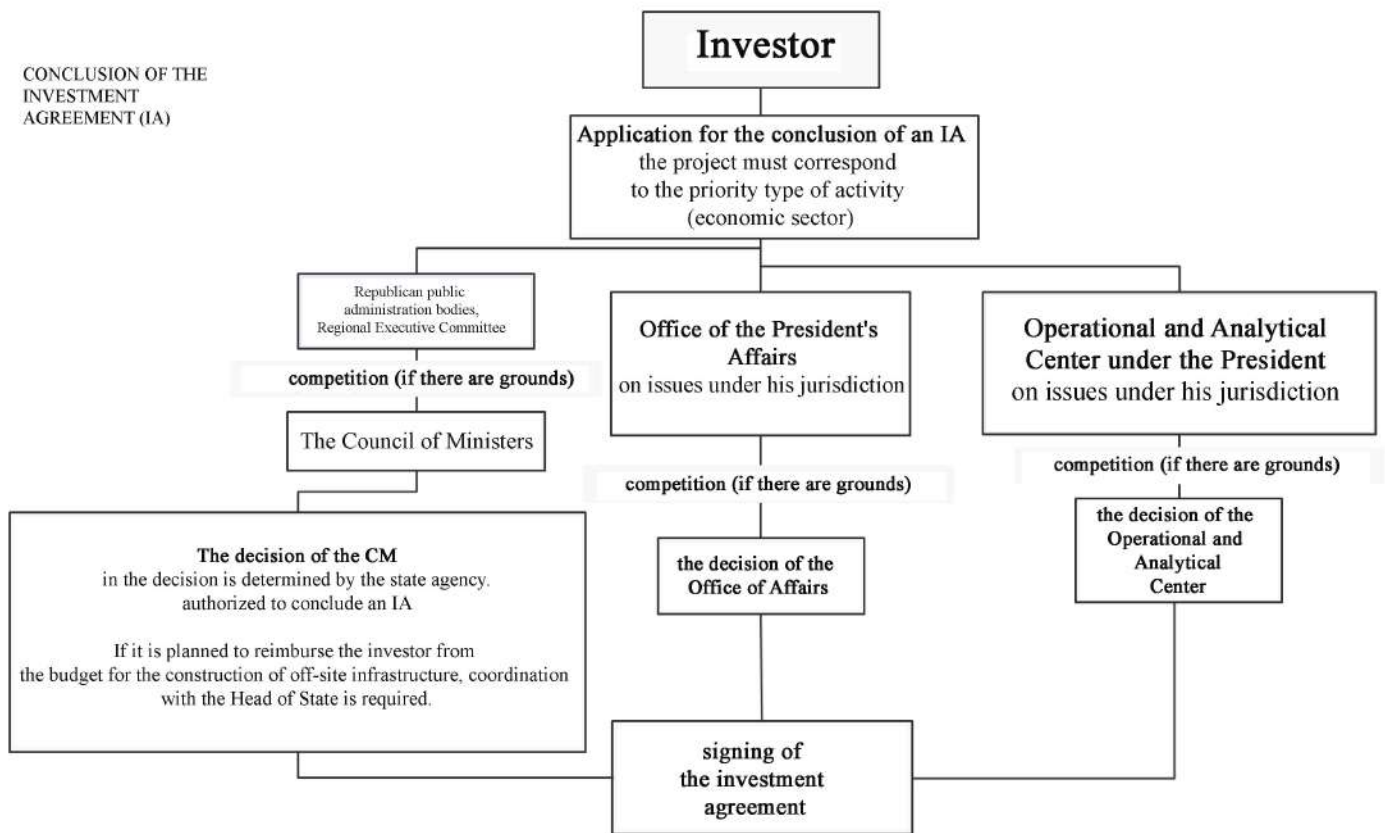 Investor
CONCLUSION OF THE
INVESTMENT
AGREEMENT (IA)
Application for the conclusion of an IA
the project must correspond
to the priority type of activity
(economic sector)
Republican public
administration bodies,
Regional Executive Committee
competition (if there are grounds)
The Council of Ministers
The decision of the CM
in the decision is determined by the state agency.
authorized to conclude an IA
If it is planned to reimburse the investor from
the budget for the construction of off-site infrastructure, coordination
with the Head of State is required.
Office of the President's
Affairs
on issues under his jurisdiction
competition (if there are grounds)
the decision of the
Office of Affairs
Operational and Analytical
Center under the President
on issues under his jurisdiction
competition (if there are grounds)
the decision of the
Operational and
Analytical
Center
signing of
the investment
agreement